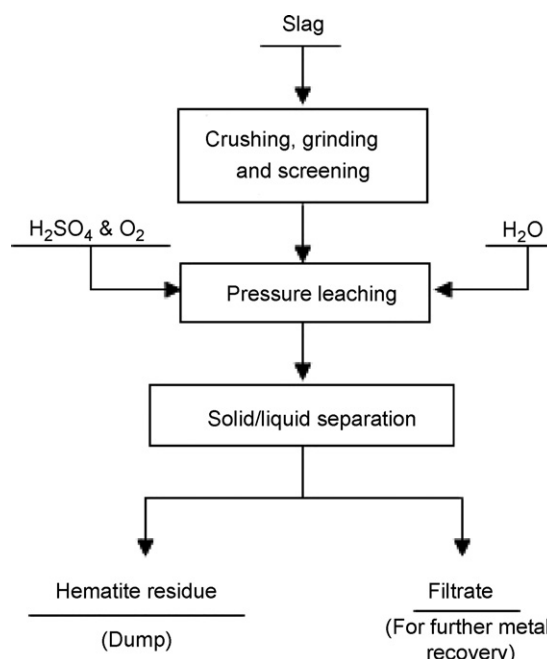 Slag
Crushing, grinding
and screening
H₂SO₄ & O₂
H₂O
Pressure leaching
Solid/liquid separation
Hematite residue
(Dump)
Filtrate
(For further metal
recovery)